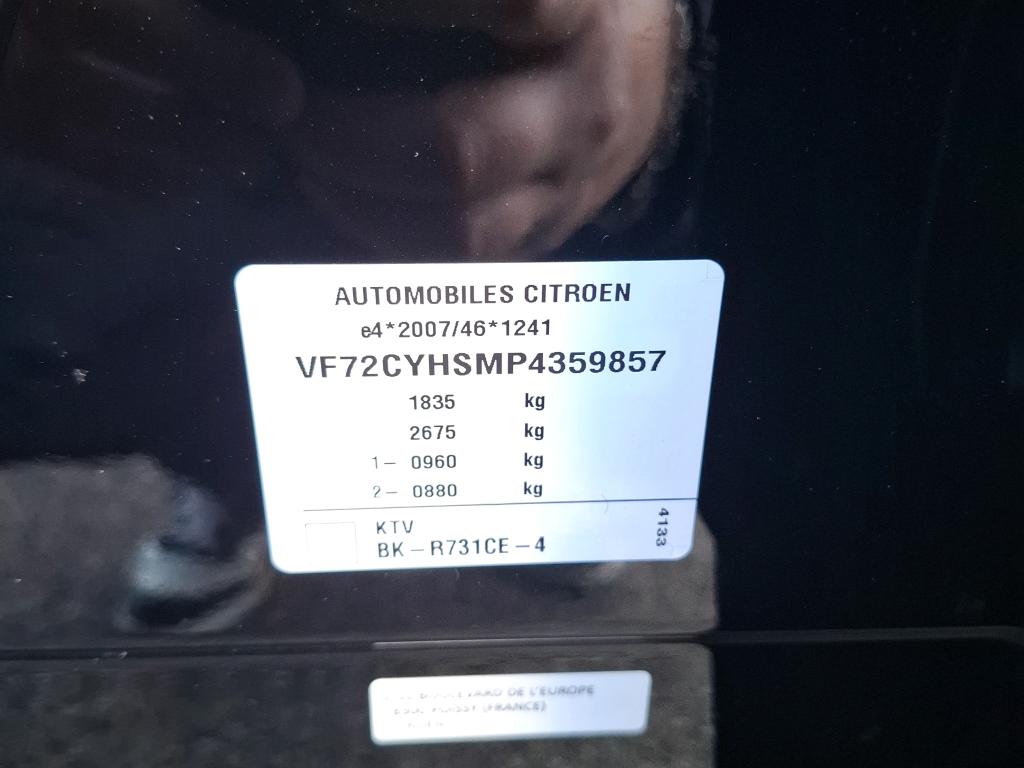 AUTOMOBILES CITROEN
e4*2007/46*1241
VF72CYHSMP4359857
1835 kg
2675 kg
1- 0960 kg
2- 0880 kg
KTV
BK-R731CE-4
4133
BOULEVARD DE L'EUROPE
POISSY (FRANCE)